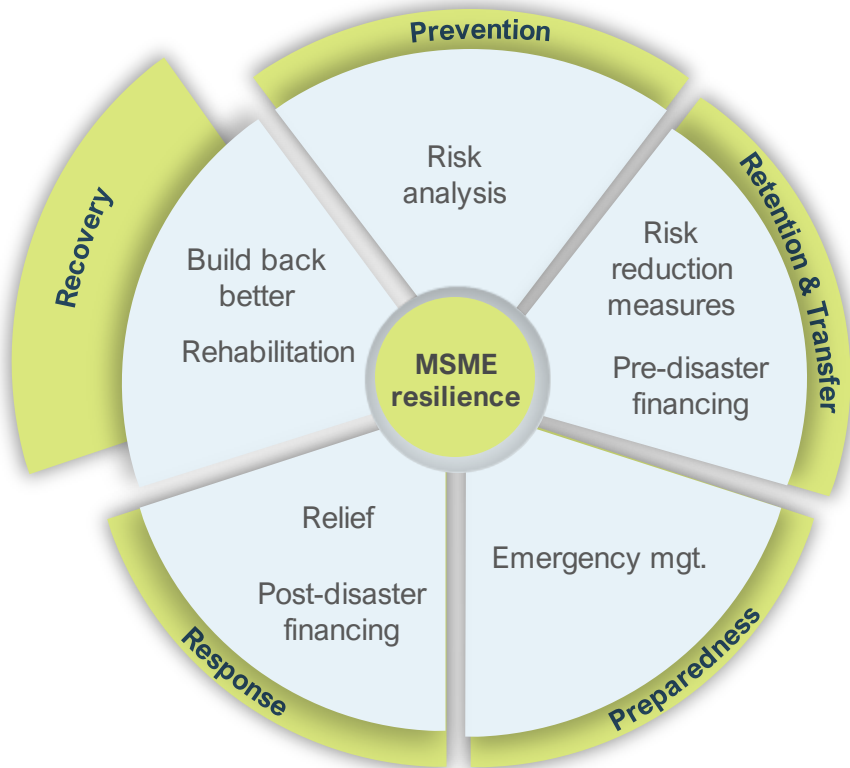 Prevention
Risk
analysis
Retention & Transfer
Risk
reduction
measures
Pre-disaster
financing
Preparedness
Emergency mgt.
Response
Relief
Post-disaster
financing
Recovery
Build back
better
Rehabilitation
MSME
resilience